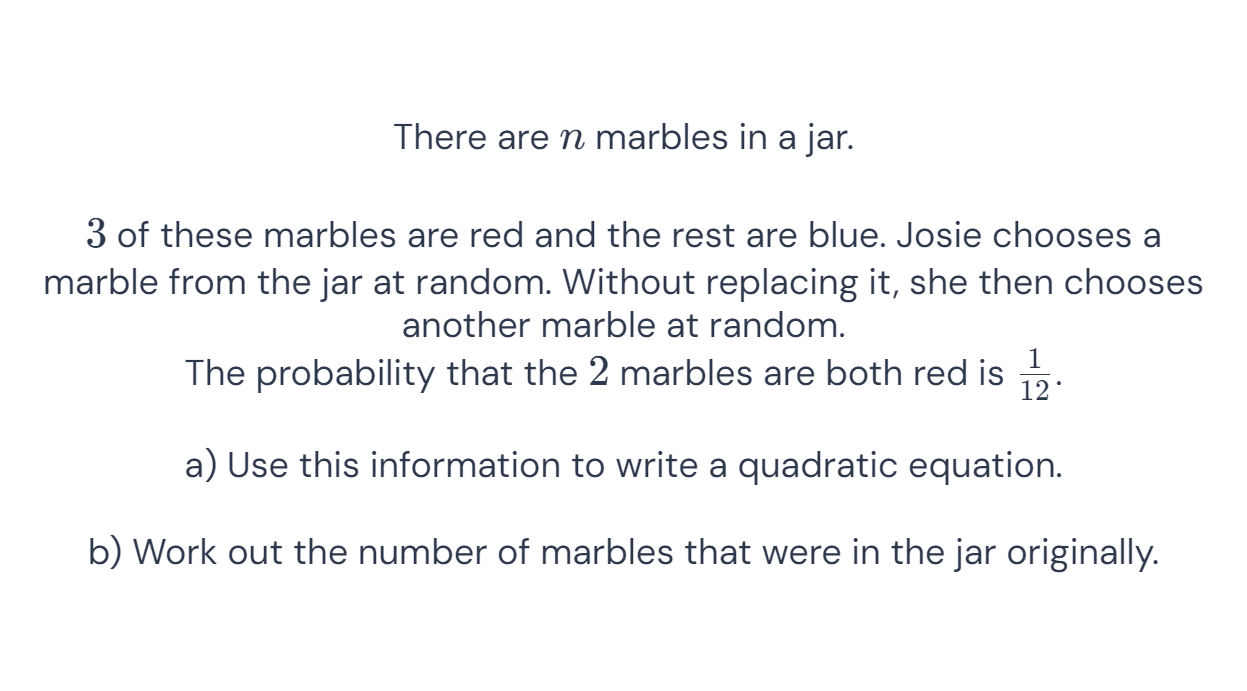 There are n marbles in a jar.
3 of these marbles are red and the rest are blue. Josie chooses a
marble from the jar at random. Without replacing it, she then chooses
another marble at random.
The probability that the 2 marbles are both red is 1/12.
a) Use this information to write a quadratic equation.
b) Work out the number of marbles that were in the jar originally.